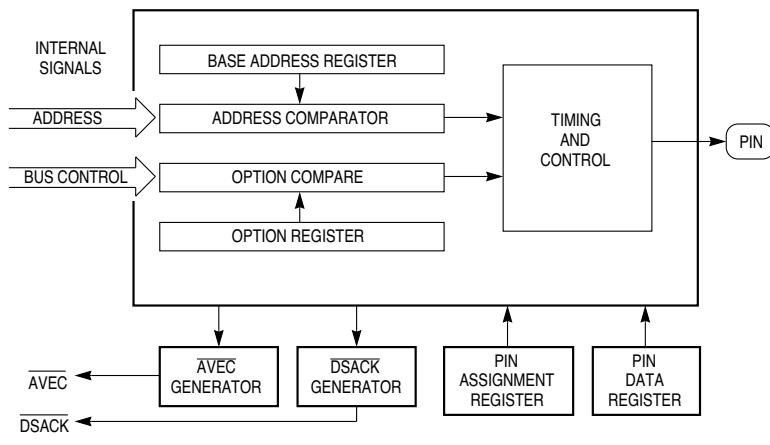 INTERNAL
SIGNALS
BASE ADDRESS REGISTER
ADDRESS
ADDRESS COMPARATOR
TIMING
AND
CONTROL
PIN
BUS CONTROL
OPTION COMPARE
OPTION REGISTER
AVEC
GENERATOR
DSACK
GENERATOR
PIN
ASSIGNMENT
REGISTER
PIN
DATA
REGISTER
AVEC
DSACK